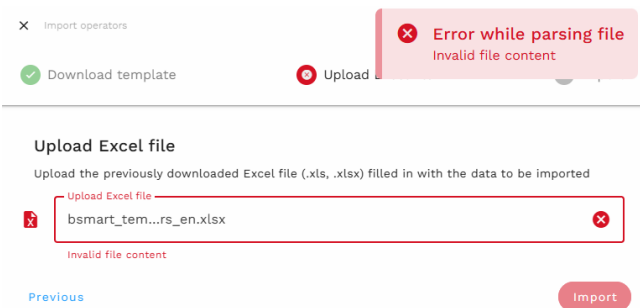 Import operators
Error while parsing file
Invalid file content
Download template
Upload
Upload Excel file
Upload the previously downloaded Excel file (.xls, .xlsx) filled in with the data to be imported
Upload Excel file
bsmart_tem...rs_en.xlsx
Invalid file content
Previous
Import